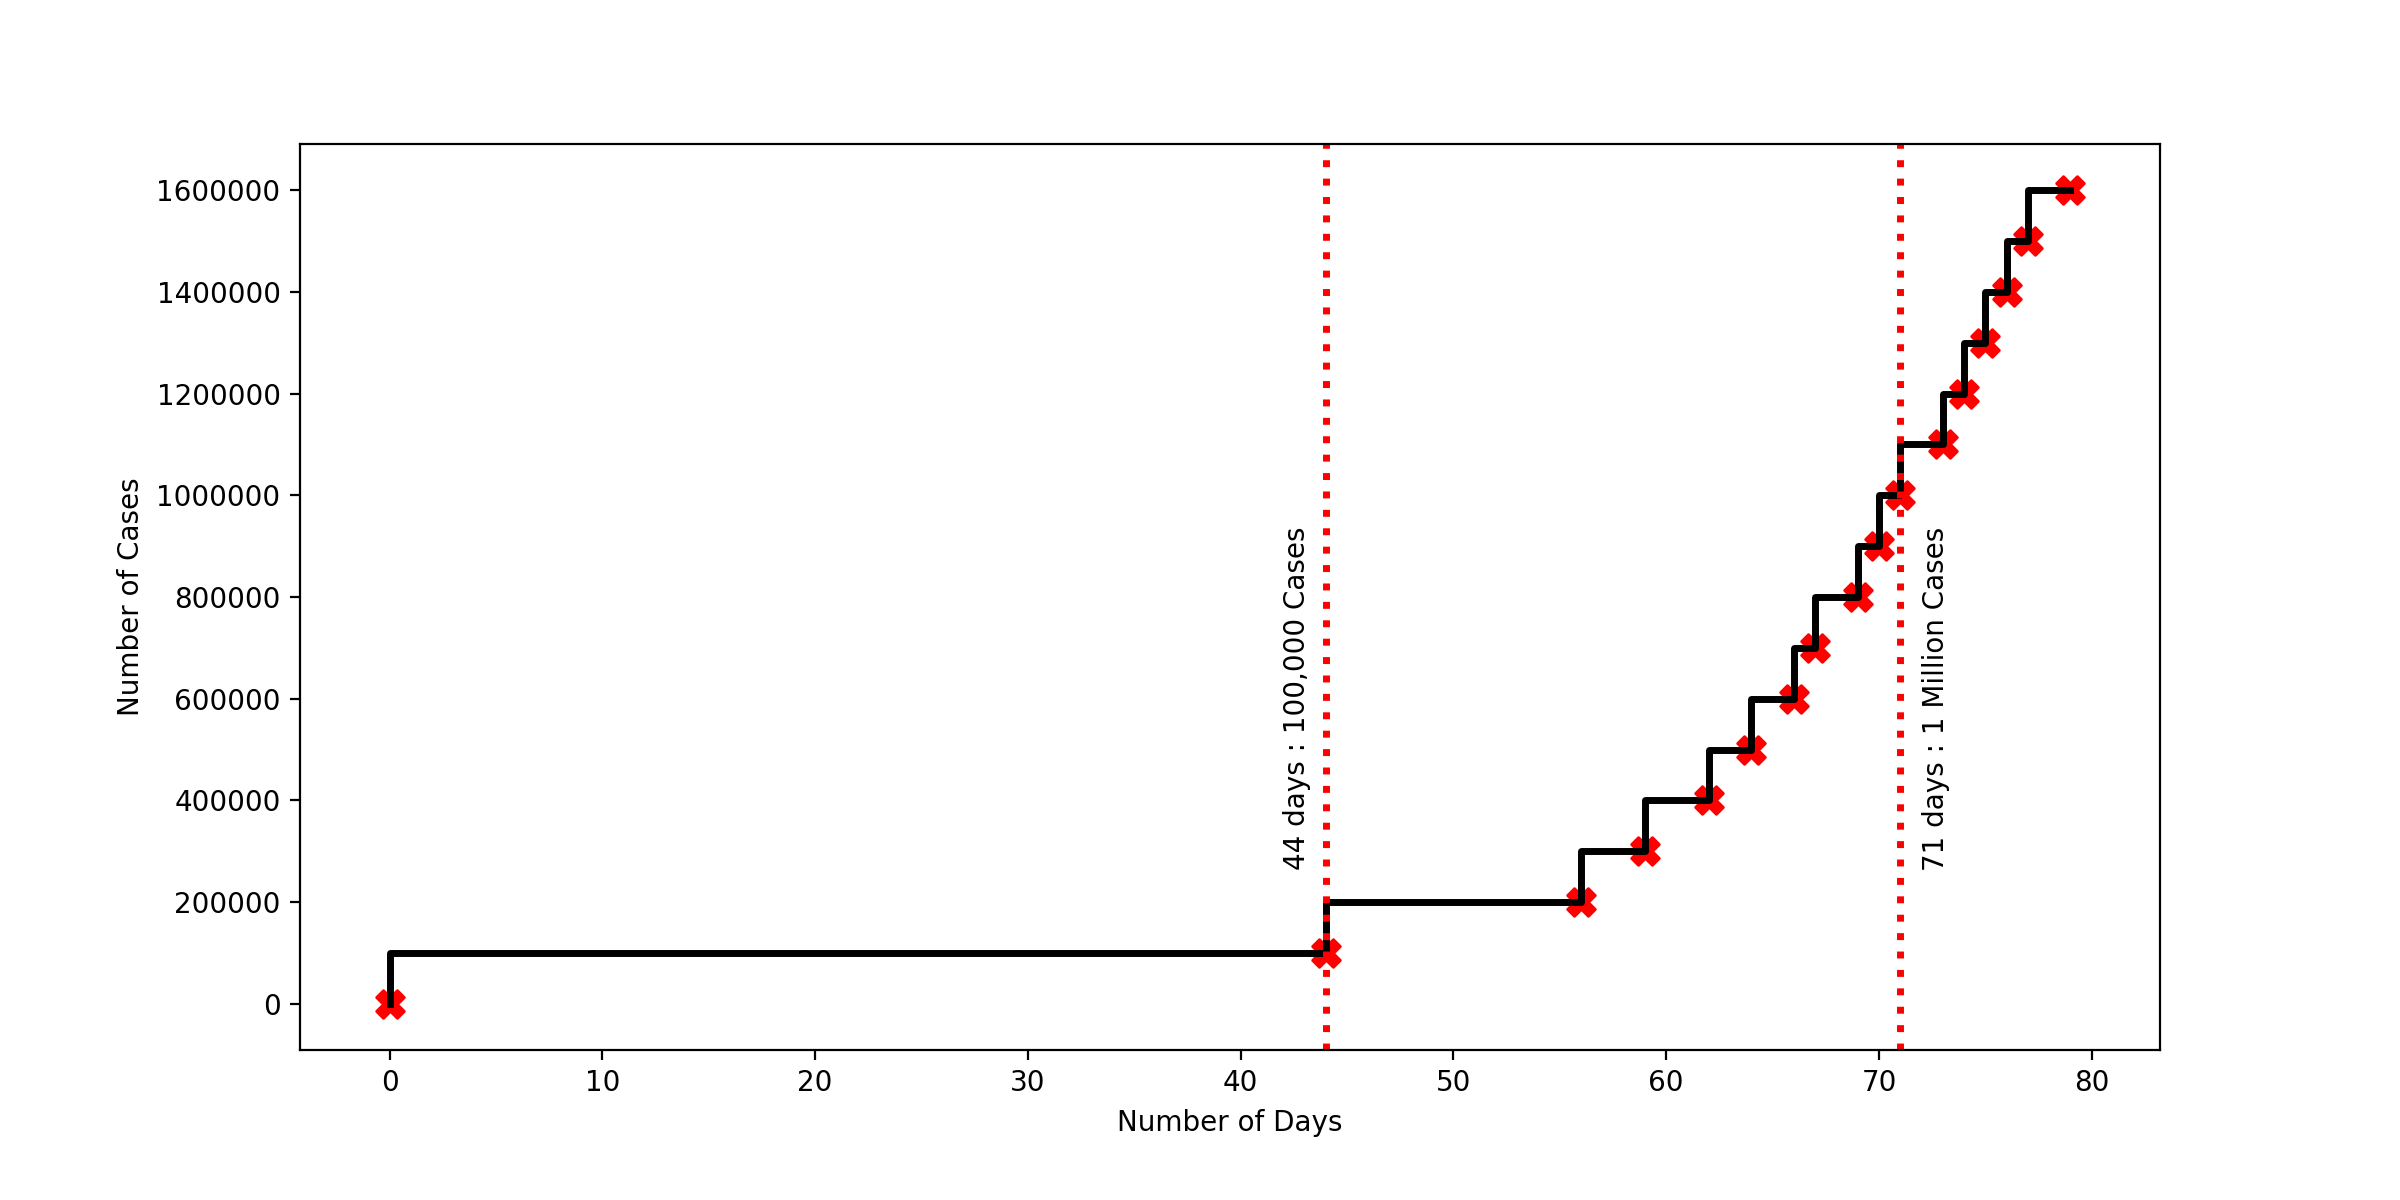 1600000
1400000
1200000
1000000
800000
600000
400000
200000
0
Number of Cases
44 days : 100,000 Cases
71 days : 1 Million Cases
0 10 20 30 40 50 60 70 80
Number of Days